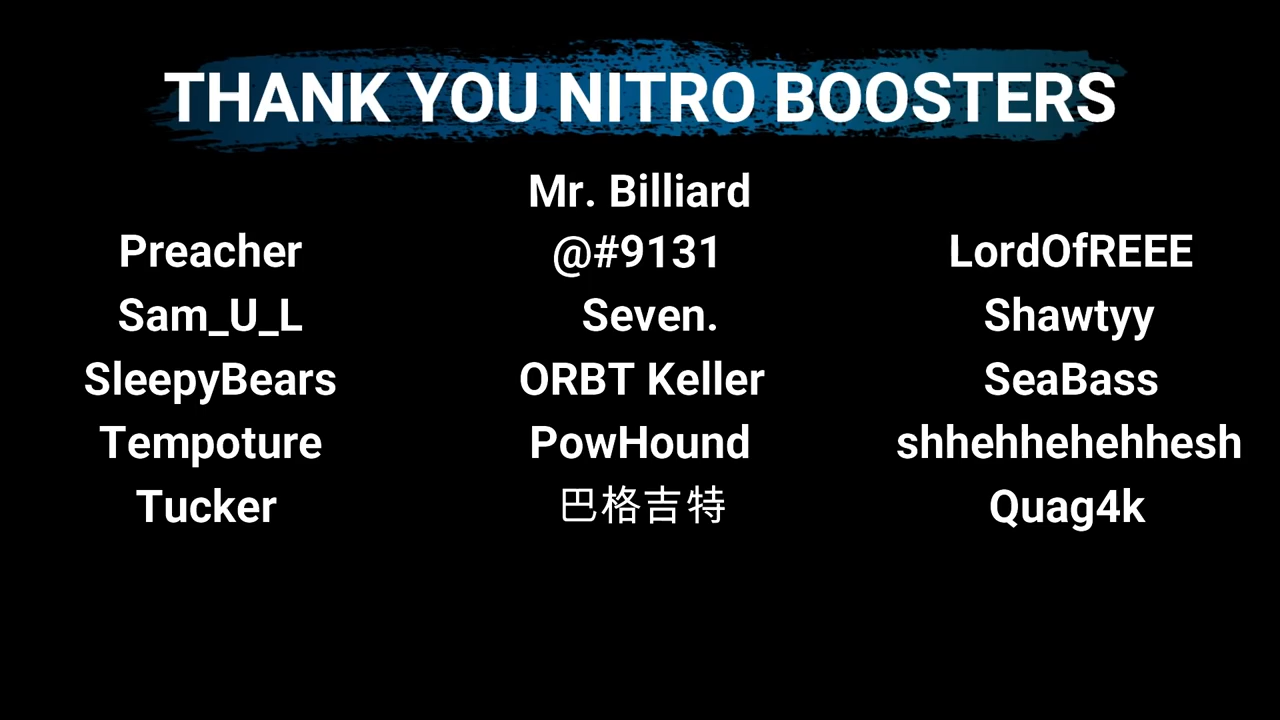 THANK YOU NITRO BOOSTERS
Mr. Billiard
Preacher
@#9131
LordOfREEE
Sam_U_L
Seven.
Shawtyy
SleepyBears
ORBT Keller
SeaBass
Tempoture
PowHound
shhehhehehhesh
Tucker
巴格吉特
Quag4k